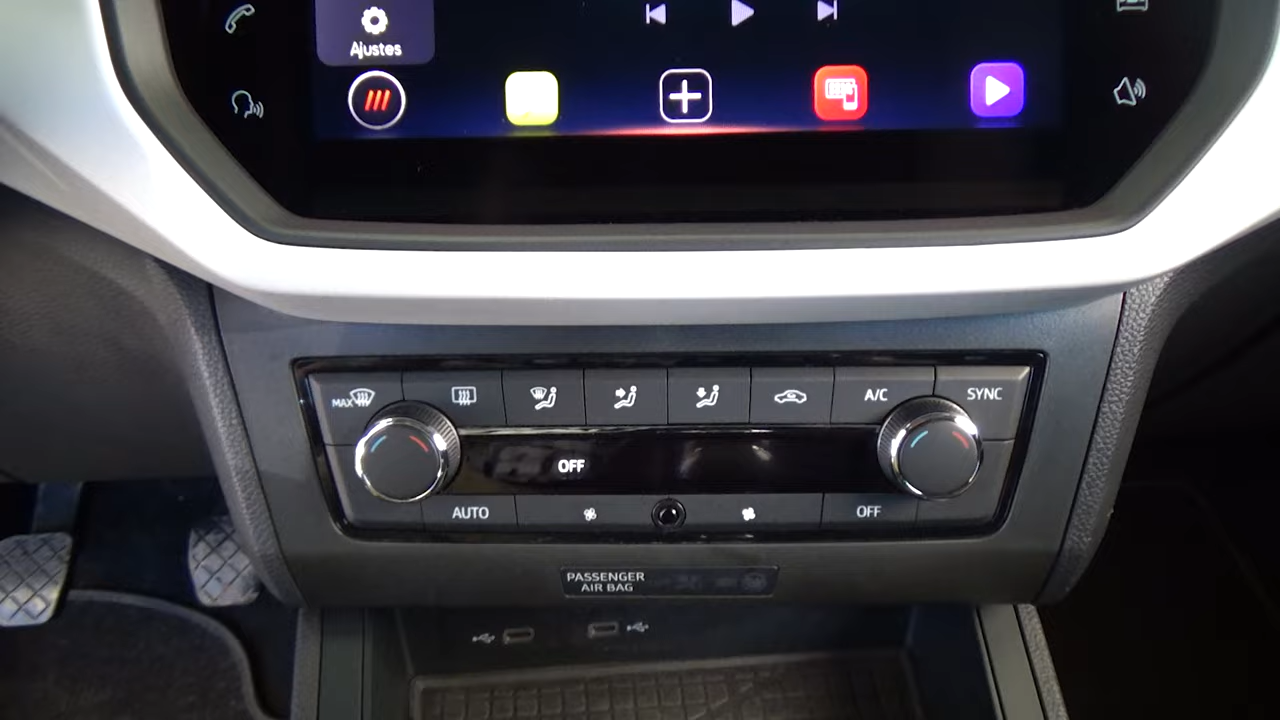 Ajustes
MAX
A/C
SYNC
OFF
AUTO
OFF
PASSENGER
AIR BAG